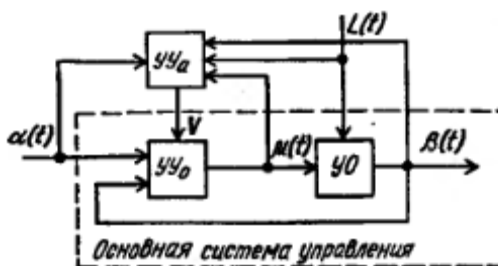 L(t)
УУа
α(t)
V
УУо
μ(t)
УО
β(t)
Основная система управления